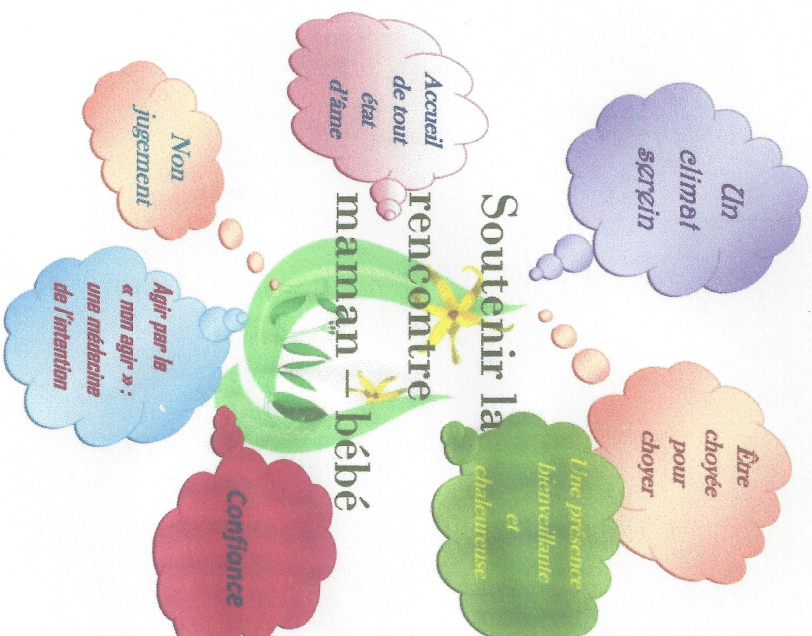 Un
climat
serein
Être
choyée
pour
choyer
Accueil
de tout
état
d'âme
Une présence
bienveillante
et
chaleureuse
Soutenir la
rencontre
maman – bébé
Non
jugement
Agir par le
« non agir » :
une médecine
de l'intention
Confiance